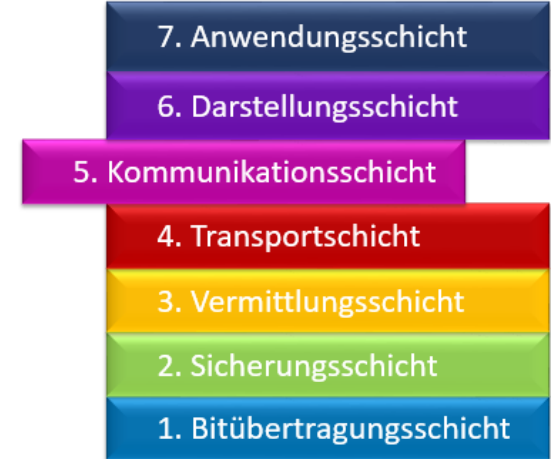 7. Anwendungsschicht
6. Darstellungsschicht
5. Kommunikationsschicht
4. Transportschicht
3. Vermittlungsschicht
2. Sicherungsschicht
1. Bitübertragungsschicht